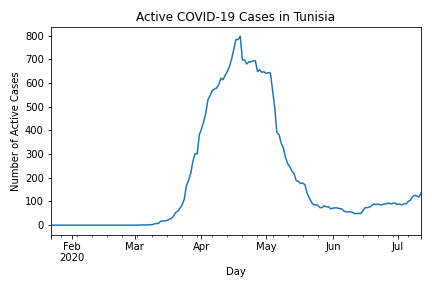 Active COVID-19 Cases in Tunisia
Number of Active Cases
800
700
600
500
400
300
200
100
0
Feb
2020
Mar
Apr
May
Jun
Jul
Day